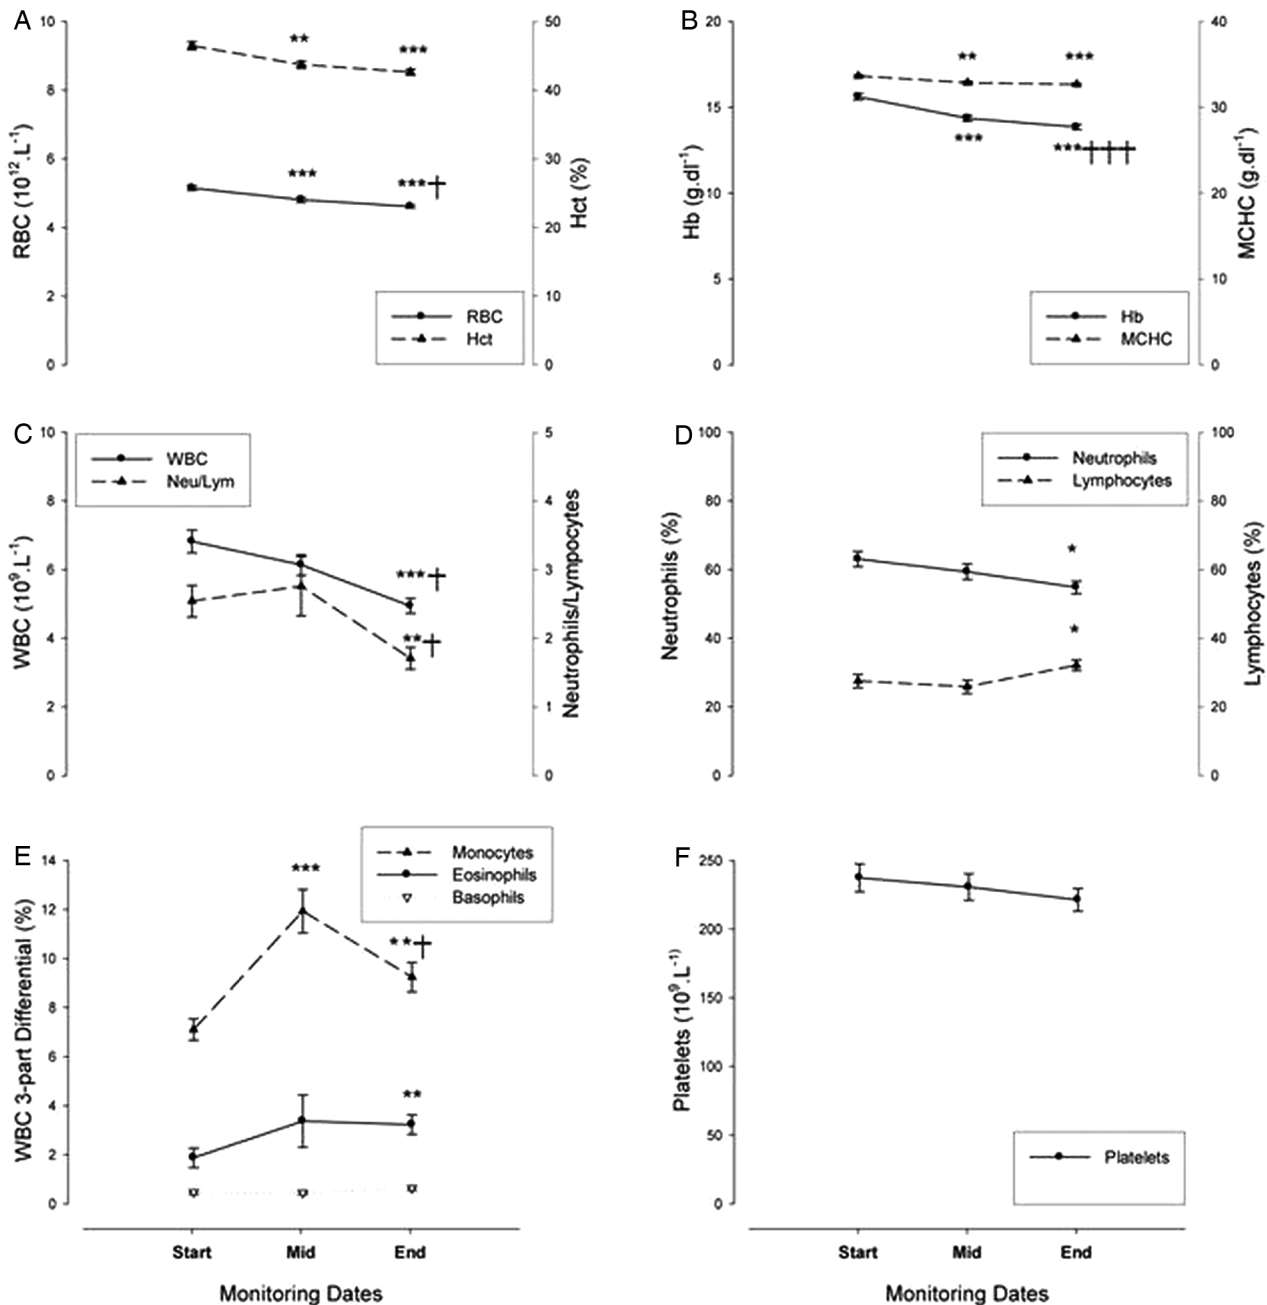 A
10
8
6
4
2
0
RBC (10¹².L⁻¹)
50
40
30
20
10
0
Hct (%)
** ***
*** ***†
RBC
Hct
B
20
15
10
5
0
Hb (g.dl⁻¹)
40
30
20
10
0
MCHC (g.dl⁻¹)
** ***
*** ***†††
Hb
MCHC
C
10
8
6
4
2
0
WBC (10⁹.L⁻¹)
5
4
3
2
1
0
Neutrophils/Lympocytes
WBC
Neu/Lym
***†
**†
D
100
80
60
40
20
0
Neutrophils (%)
100
80
60
40
20
0
Lymphocytes (%)
Neutrophils
Lymphocytes
*
*
E
14
12
10
8
6
4
2
0
WBC 3-part Differential (%)
Monocytes
Eosinophils
Basophils
***
**†
**
Start Mid End
Monitoring Dates
F
250
200
150
100
50
0
Platelets (10⁹.L⁻¹)
Platelets
Start Mid End
Monitoring Dates